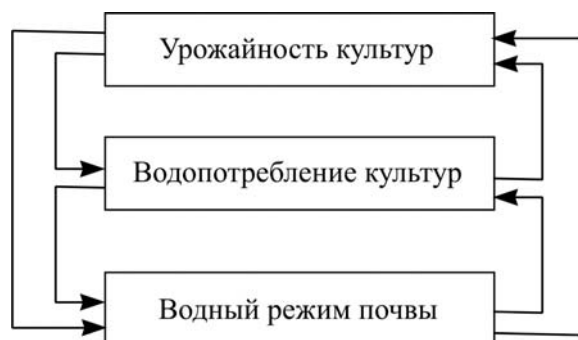 Урожайность культур
Водопотребление культур
Водный режим почвы